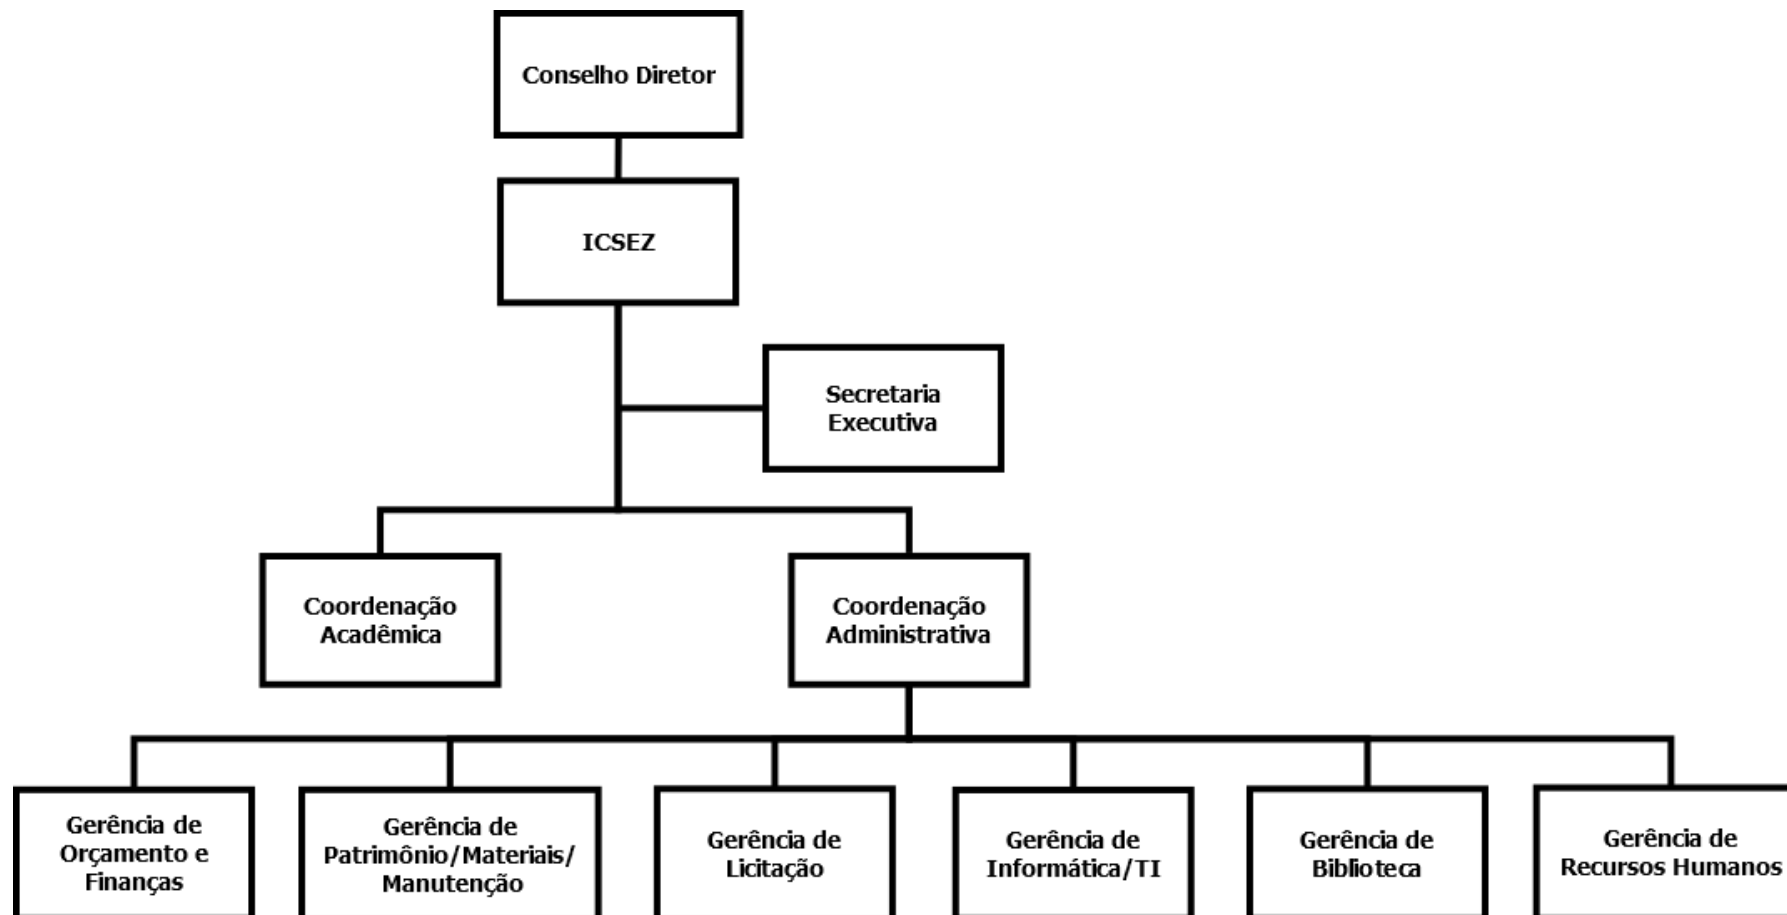 Conselho Diretor
ICSEZ
Secretaria
Executiva
Coordenação
Acadêmica
Coordenação
Administrativa
Gerência de
Orçamento e
Finanças
Gerência de
Patrimônio/Materiais/
Manutenção
Gerência de
Licitação
Gerência de
Informática/TI
Gerência de
Biblioteca
Gerência de
Recursos Humanos